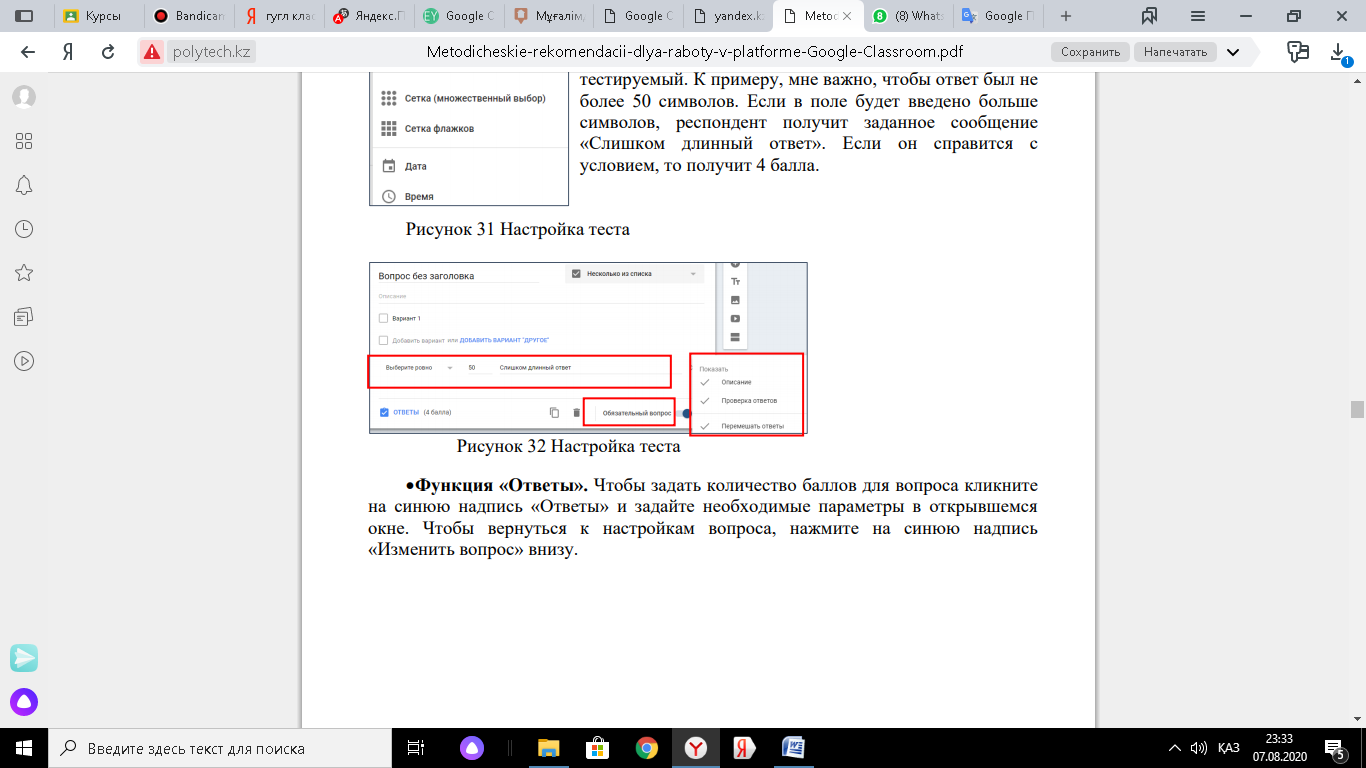 Курсы
Bandicam
гугл клас
Яндекс.П
Google C
Мұғалім,
Google C
yandex.k
Metod
(8) Whats
Google П
polytech.kz
Metodicheskie-rekomendacii-dlya-raboty-v-platforme-Google-Classroom.pdf
Сохранить
Напечатать
1
тестируемый. К примеру, мне важно, чтобы ответ был не
более 50 символов. Если в поле будет введено больше
символов, респондент получит заданное сообщение
«Слишком длинный ответ». Если он справится с
условием, то получит 4 балла.
Сетка (множественный выбор)
Сетка флажков
Дата
Время
Рисунок 31 Настройка теста
Вопрос без заголовка
Несколько из списка
Описание
Вариант 1
Добавить вариант или ДОБАВИТЬ ВАРИАНТ "ДРУГОЕ"
Выберите ровно 50 Слишком длинный ответ
ОТВЕТЫ (4 балла)
Обязательный вопрос
Tт
Показать
Описание
Проверка ответов
Перемешать ответы
Рисунок 32 Настройка теста
•Функция «Ответы». Чтобы задать количество баллов для вопроса кликните
на синюю надпись «Ответы» и задайте необходимые параметры в открывшемся
окне. Чтобы вернуться к настройкам вопроса, нажмите на синюю надпись
«Изменить вопрос» внизу.
Введите здесь текст для поиска
ҚАЗ
23:33
07.08.2020
5